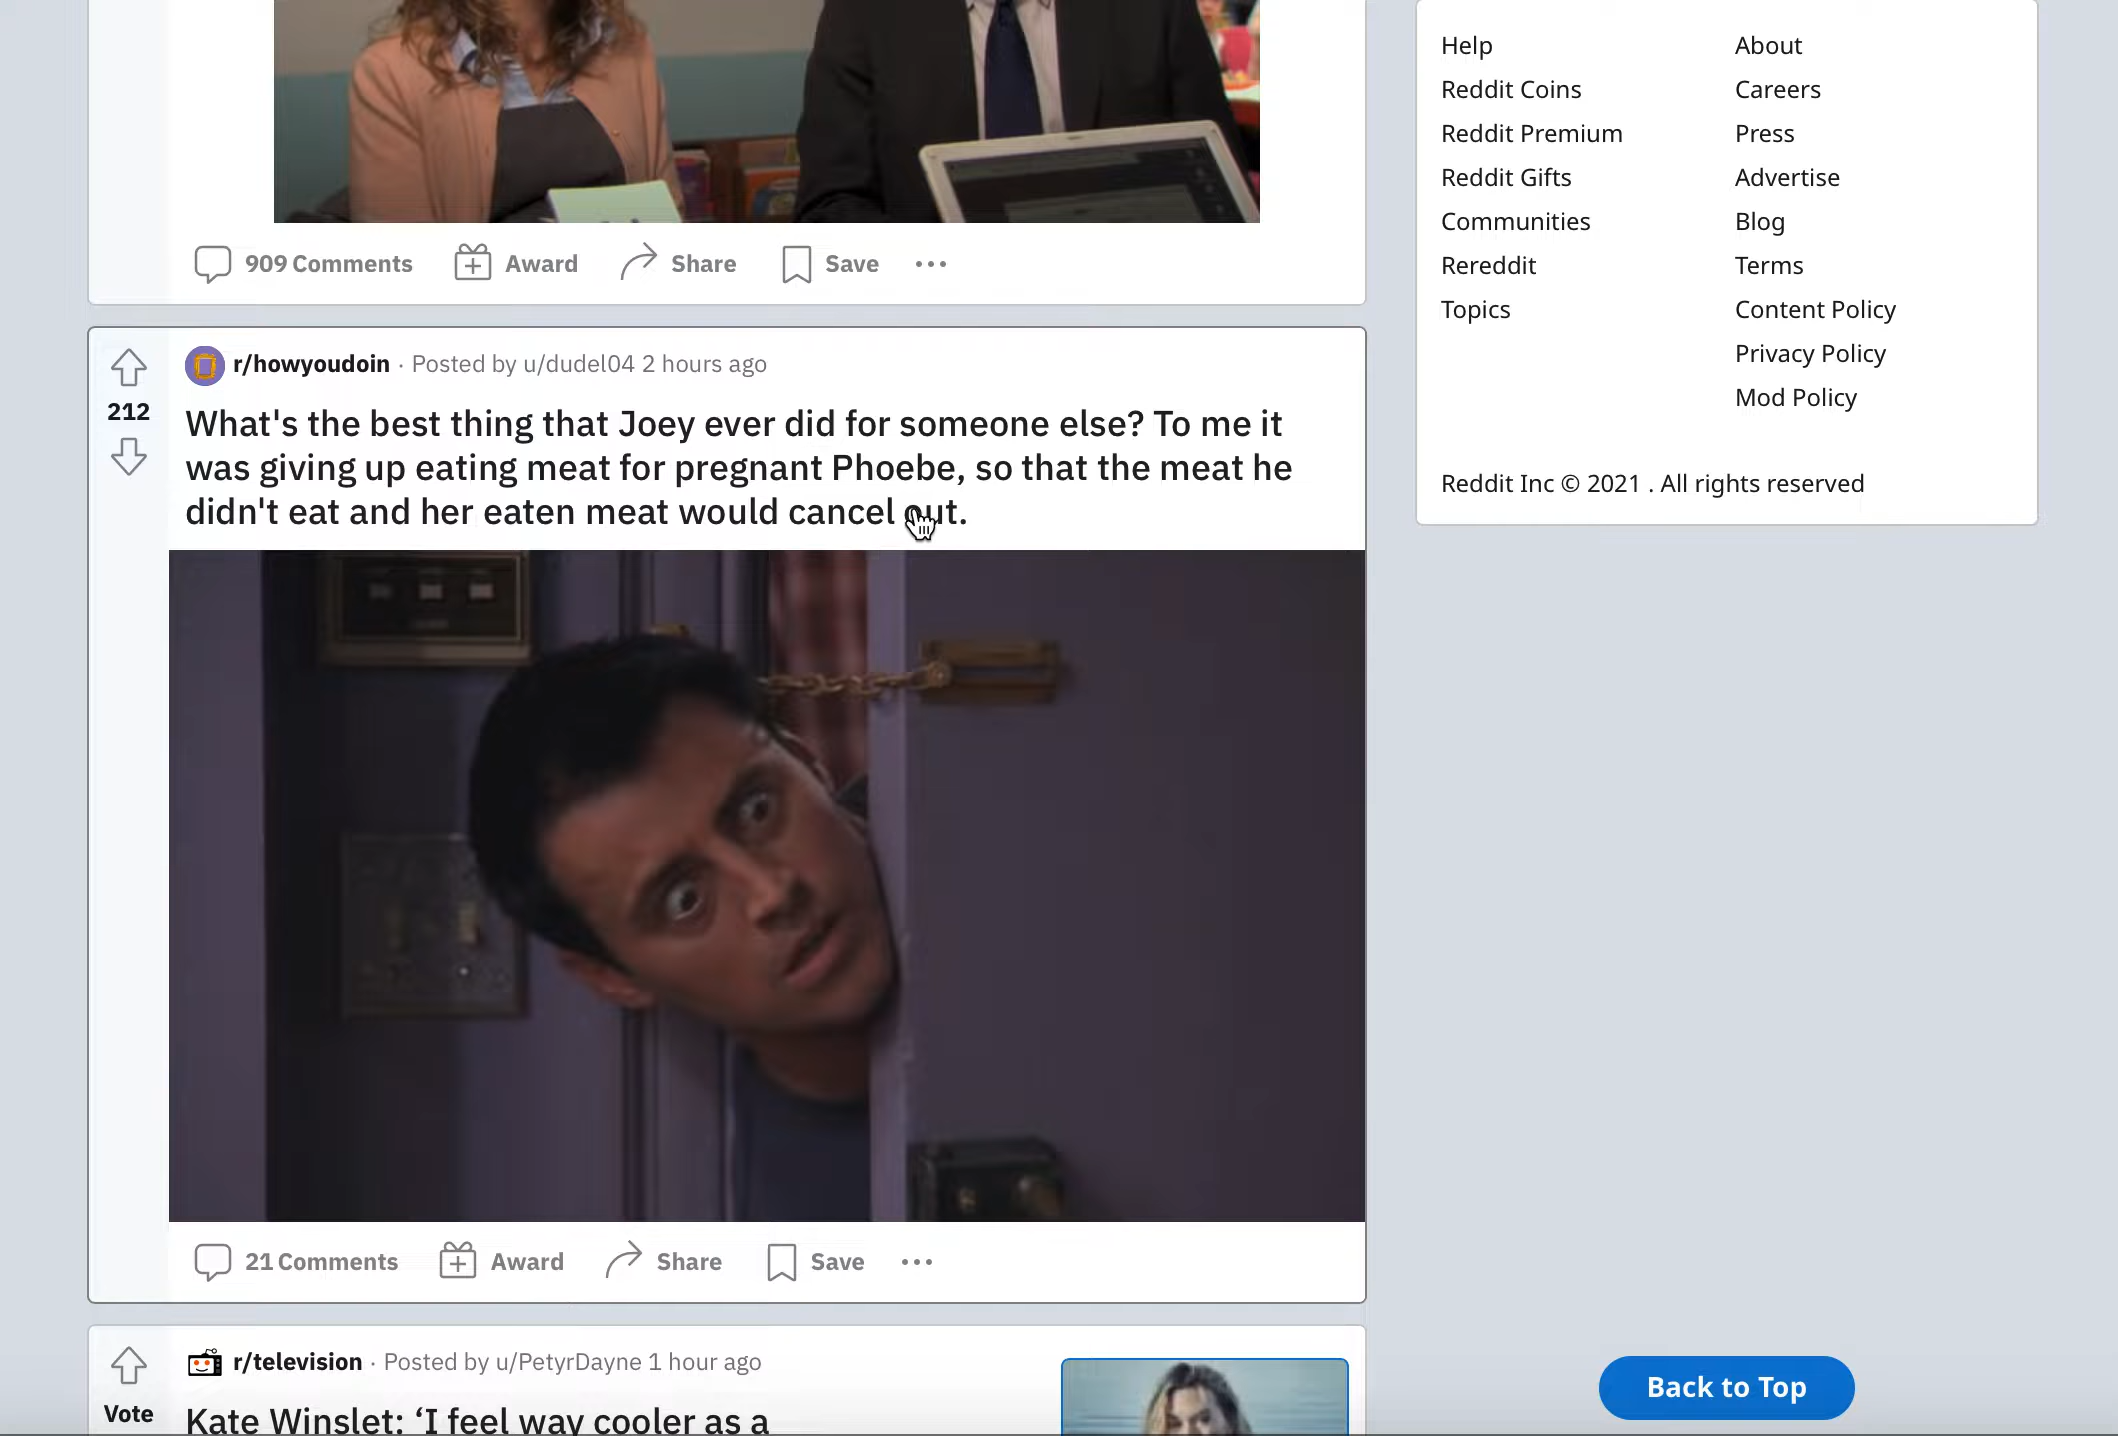 909 Comments Award Share Save
r/howyoudoin · Posted by u/dudel04 2 hours ago
212
What's the best thing that Joey ever did for someone else? To me it
was giving up eating meat for pregnant Phoebe, so that the meat he
didn't eat and her eaten meat would cancel out.
21 Comments Award Share Save
r/television · Posted by u/PetyrDayne 1 hour ago
Vote
Kate Winslet: ‘I feel way cooler as a
Help
Reddit Coins
Reddit Premium
Reddit Gifts
Communities
Rereddit
Topics
About
Careers
Press
Advertise
Blog
Terms
Content Policy
Privacy Policy
Mod Policy
Reddit Inc © 2021 . All rights reserved
Back to Top